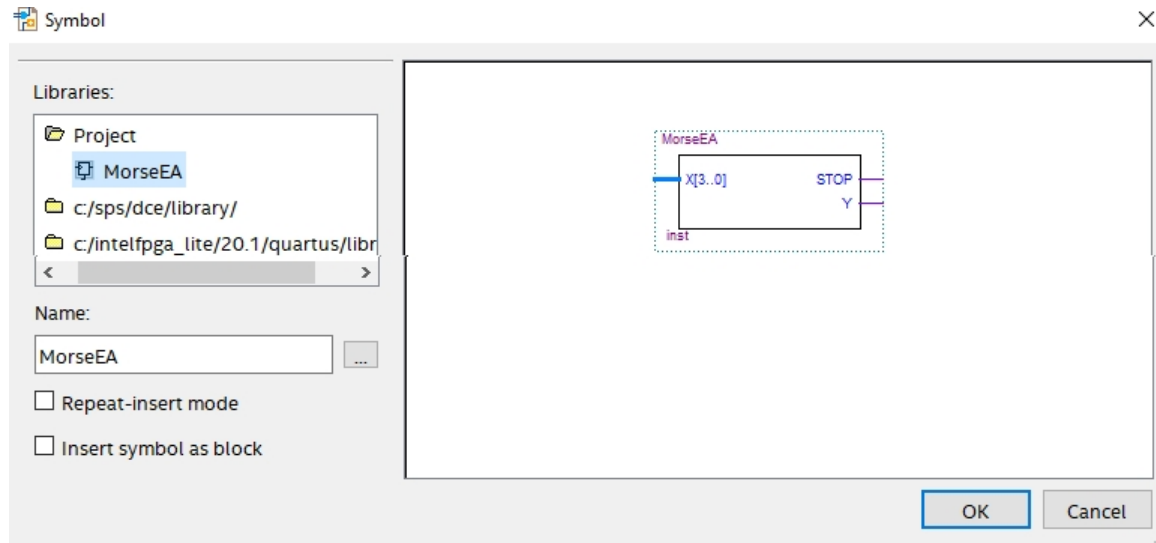 Symbol
Libraries:
Project
MorseEA
c:/sps/dce/library/
c:/intelfpga_lite/20.1/quartus/libr
Name:
MorseEA
...
Repeat-insert mode
Insert symbol as block
MorseEA
X[3..0] STOP
Y
inst
OK Cancel